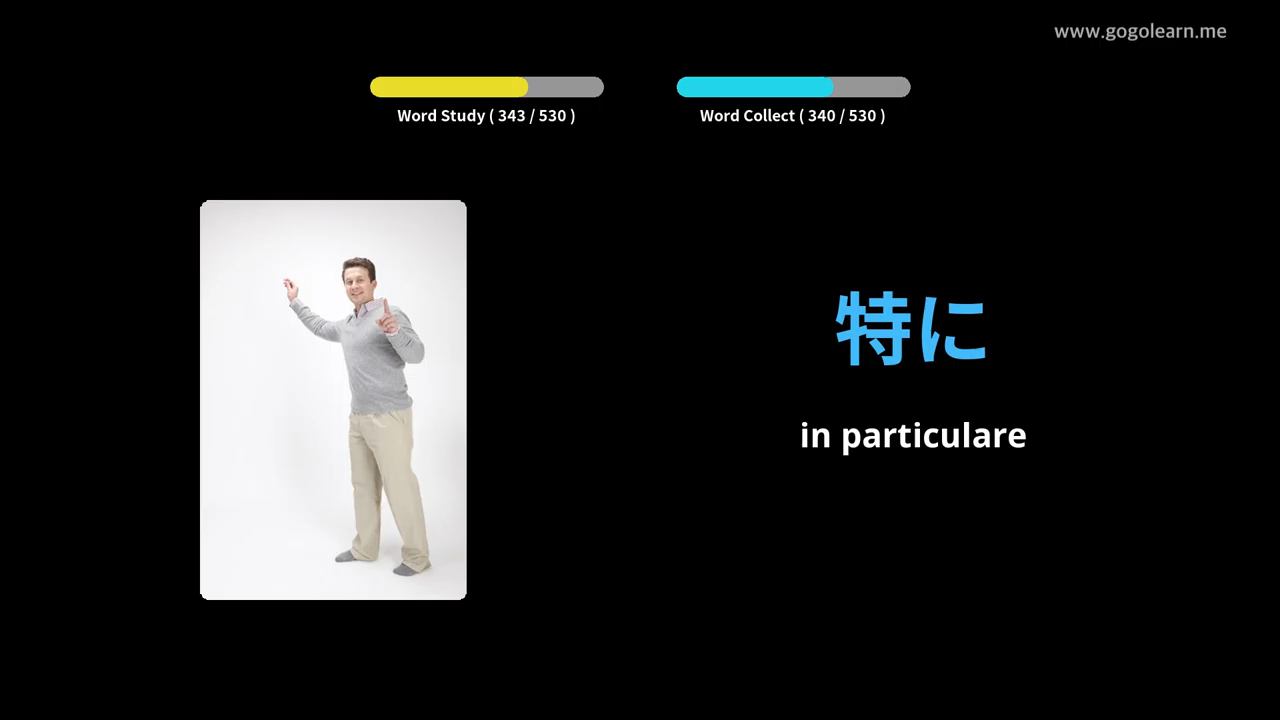 www.gogolearn.me
Word Study ( 343 / 530 )
Word Collect ( 340 / 530 )
特に
in particulare